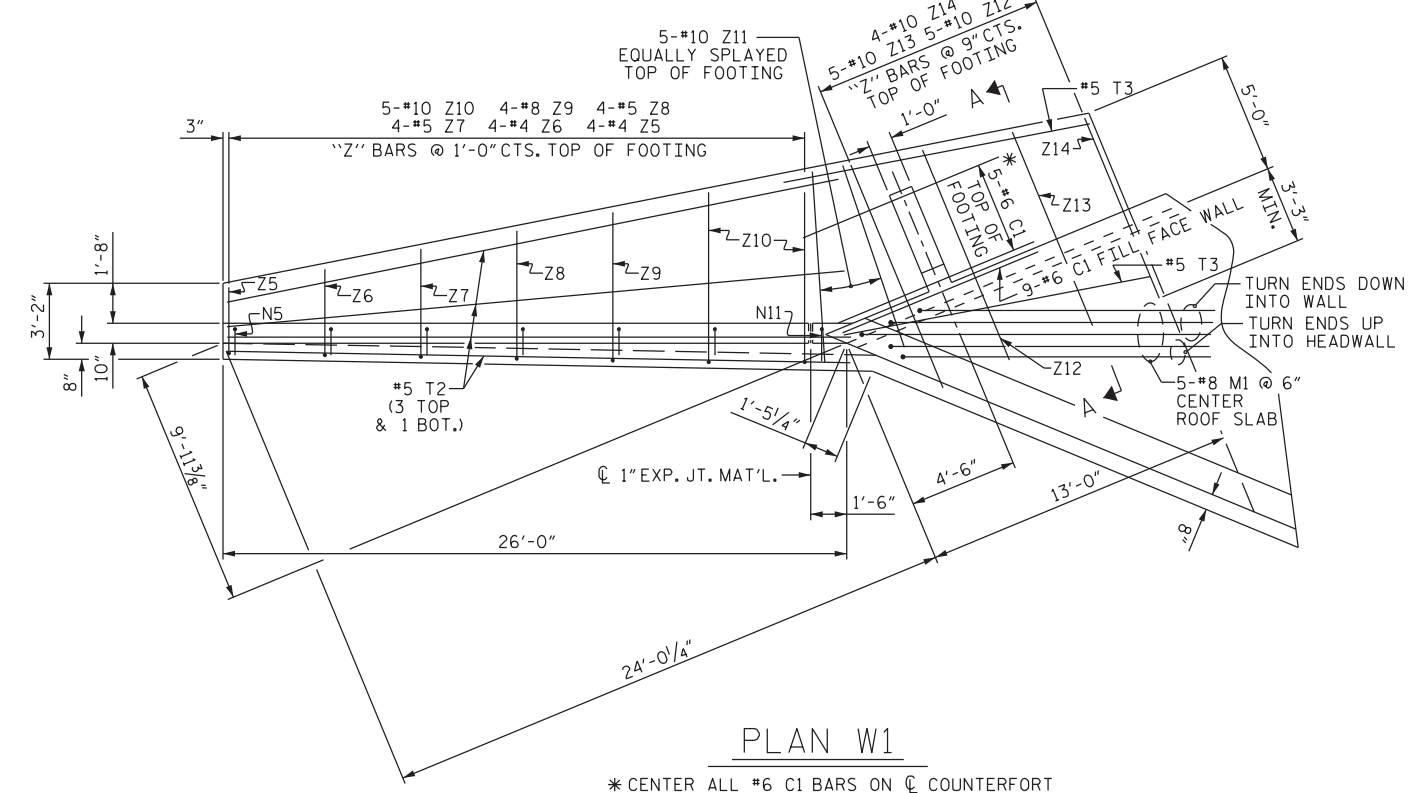 4-#10 Z14
5-#10 Z13 5-#10 Z12
"Z" BARS @ 9" CTS.
TOP OF FOOTING
5-#10 Z11
EQUALLY SPLAYED
TOP OF FOOTING
A
1'-0"
#5 T3
5'-0"
3'-3"
MIN.
3"
5-#10 Z10 4-#8 Z9 4-#5 Z8
4-#5 Z7 4-#4 Z6 4-#4 Z5
"Z" BARS @ 1'-0" CTS. TOP OF FOOTING
Z14
*
5-#6 C1
TOP OF
FOOTING
Z13
1'-8"
3'-2"
10"
8"
Z5
Z6
Z7
Z8
Z9
Z10
N5
N11
9-#6 C1 FILL FACE WALL
#5 T3
TURN ENDS DOWN
INTO WALL
TURN ENDS UP
INTO HEADWALL
Z12
5-#8 M1 @ 6"
CENTER
ROOF SLAB
A
#5 T2
(3 TOP
& 1 BOT.)
9'-11 3/8"
1'-5 1/4"
℄ 1" EXP. JT. MAT'L.
1'-6"
4'-6"
13'-0"
8"
26'-0"
24'-0 1/4"
PLAN W1
* CENTER ALL #6 C1 BARS ON ℄ COUNTERFORT